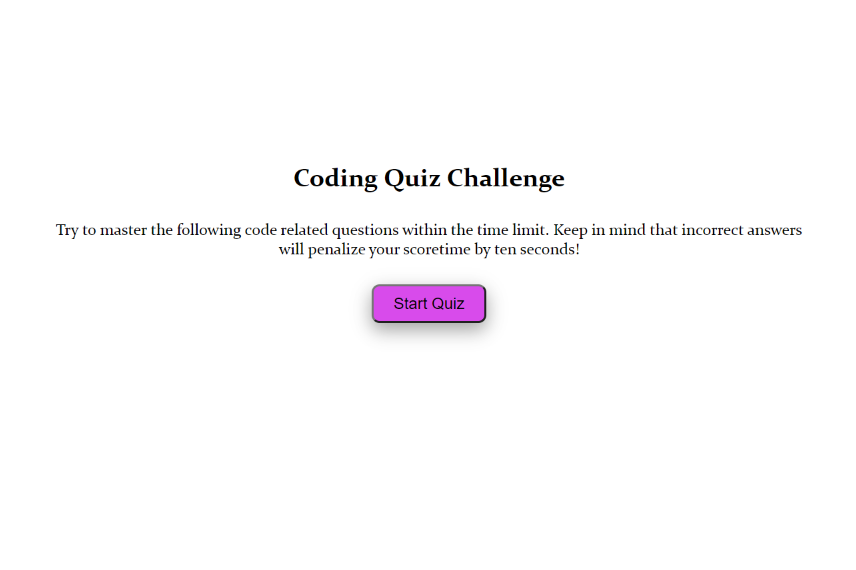 Coding Quiz Challenge
Try to master the following code related questions within the time limit. Keep in mind that incorrect answers
will penalize your scoretime by ten seconds!
Start Quiz